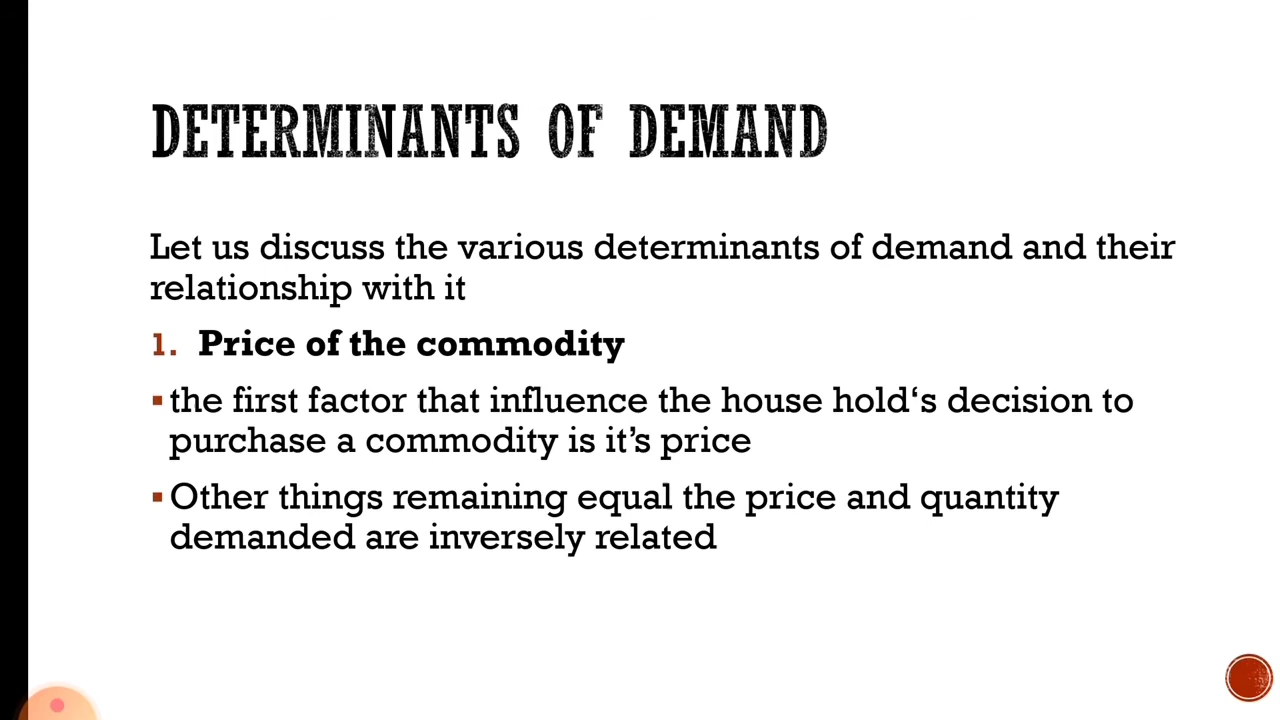 DETERMINANTS OF DEMAND
Let us discuss the various determinants of demand and their
relationship with it
1. Price of the commodity
▪the first factor that influence the house hold‘s decision to
purchase a commodity is it’s price
▪Other things remaining equal the price and quantity
demanded are inversely related